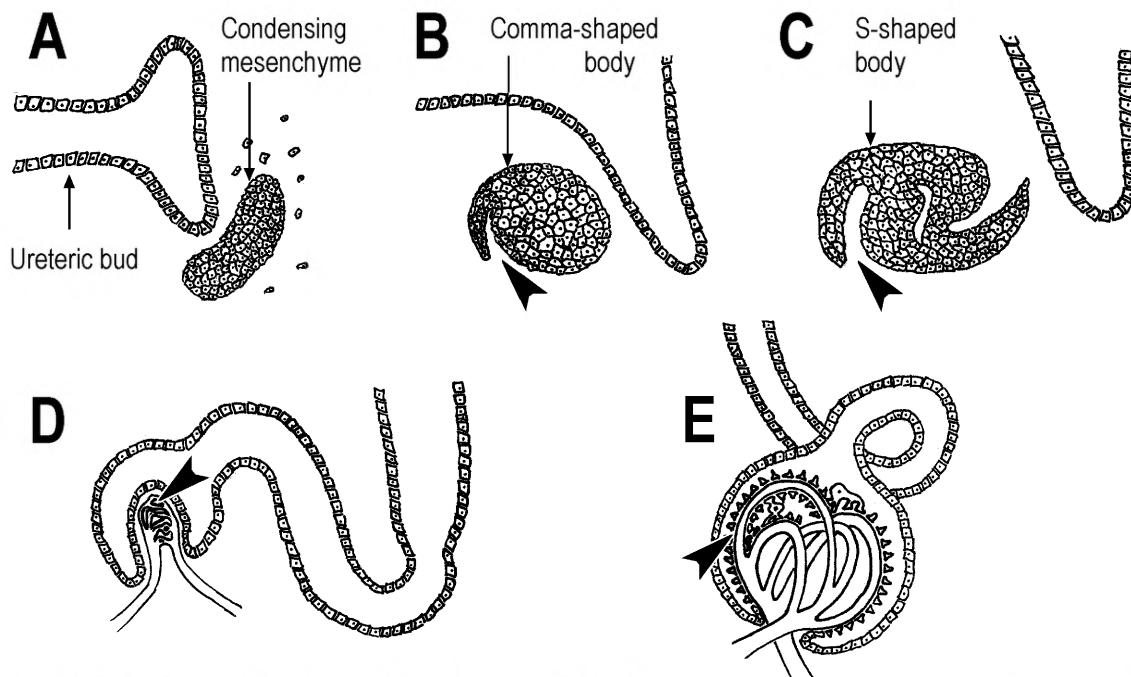 A
Condensing
mesenchyme
Ureteric bud
B
Comma-shaped
body
C
S-shaped
body
D
E